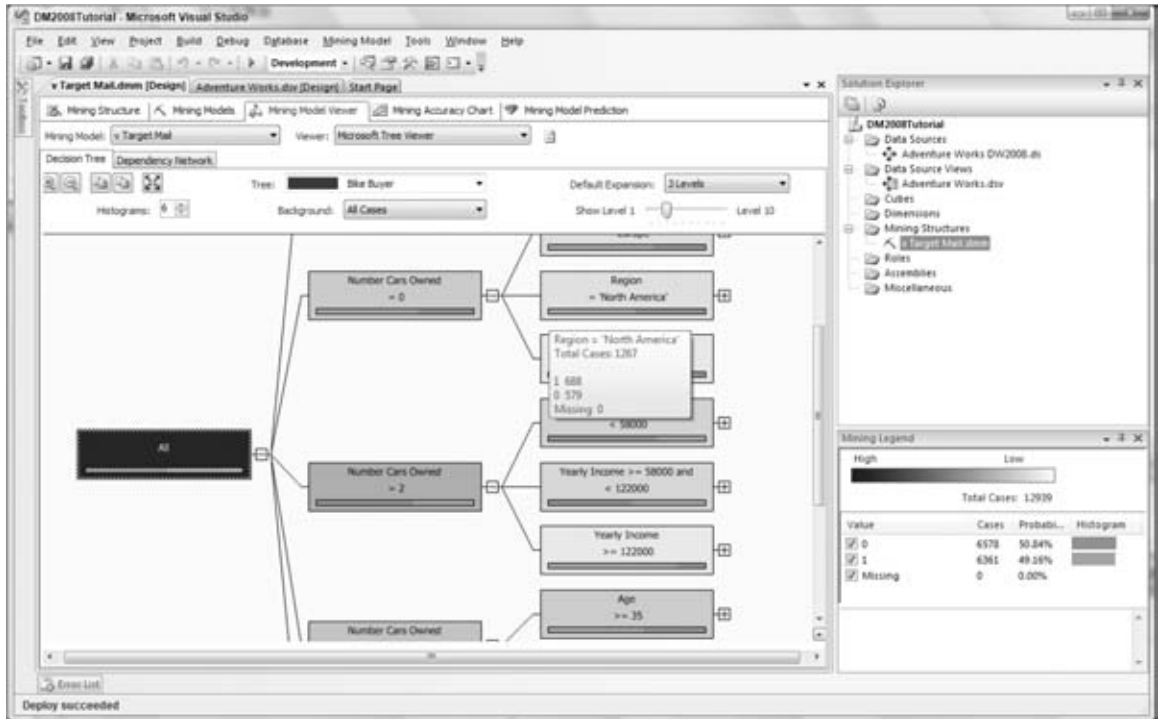 DM2008Tutorial - Microsoft Visual Studio
File Edit View Project Build Debug Database Mining Model Tools Window Help
Development
v Target Mail.dmm [Design] Adventure Works.dsv [Design] Start Page
Mining Structure Mining Models Mining Model Viewer Mining Accuracy Chart Mining Model Prediction
Mining Model: v Target Mail Viewer: Microsoft Tree Viewer
Decision Tree Dependency Network
Tree: Bike Buyer Default Expansion: 3 Levels
Histograms: 6 Background: All Cases Show Level 1 Level 10
Number Cars Owned
= 0
Region
= 'North America'
Region = 'North America'
Total Cases: 1267
1 688
0 579
Missing: 0
< 58000
All
Number Cars Owned
= 2
Yearly Income >= 58000 and
< 122000
Yearly Income
>= 122000
Age
>= 35
Number Cars Owned
Solution Explorer
DM2008Tutorial
Data Sources
Adventure Works DW2008.ds
Data Source Views
Adventure Works.dsv
Cubes
Dimensions
Mining Structures
v Target Mail.dmm
Roles
Assemblies
Miscellaneous
Mining Legend
High Low
Total Cases: 12939
Value Cases Probabi... Histogram
0 6578 50.84%
1 6361 49.16%
Missing 0 0.00%
Error List
Deploy succeeded